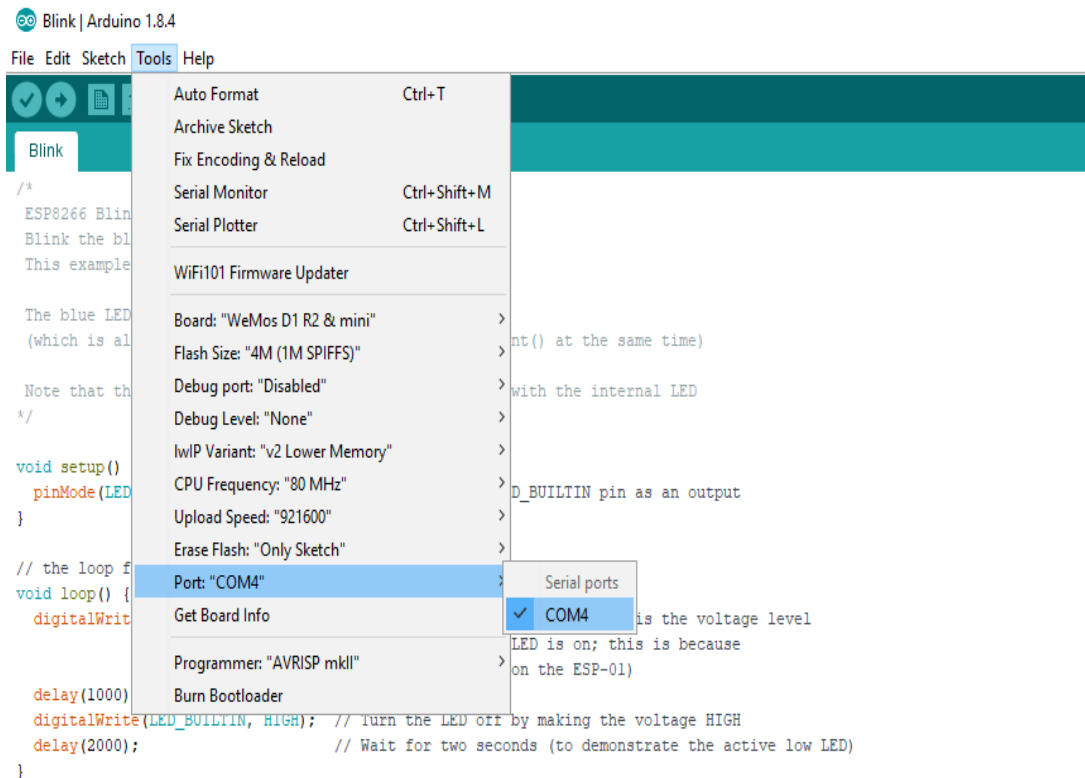 Blink | Arduino 1.8.4
File Edit Sketch Tools Help
Blink
Auto Format Ctrl+T
Archive Sketch
Fix Encoding & Reload
Serial Monitor Ctrl+Shift+M
Serial Plotter Ctrl+Shift+L
WiFi101 Firmware Updater
Board: "WeMos D1 R2 & mini"
Flash Size: "4M (1M SPIFFS)"
Debug port: "Disabled"
Debug Level: "None"
lwIP Variant: "v2 Lower Memory"
CPU Frequency: "80 MHz"
Upload Speed: "921600"
Erase Flash: "Only Sketch"
Port: "COM4"
Get Board Info
Programmer: "AVRISP mkII"
Burn Bootloader
Serial ports
COM4
/*
ESP8266 Blin
Blink the bl
This example
The blue LED
(which is al nt() at the same time)
Note that th with the internal LED
*/
void setup()
pinMode(LED D_BUILTIN pin as an output
}
// the loop f
void loop() {
digitalWrit is the voltage level
LED is on; this is because
on the ESP-01)
delay(1000)
digitalWrite(LED_BUILTIN, HIGH); // Turn the LED off by making the voltage HIGH
delay(2000); // Wait for two seconds (to demonstrate the active low LED)
}